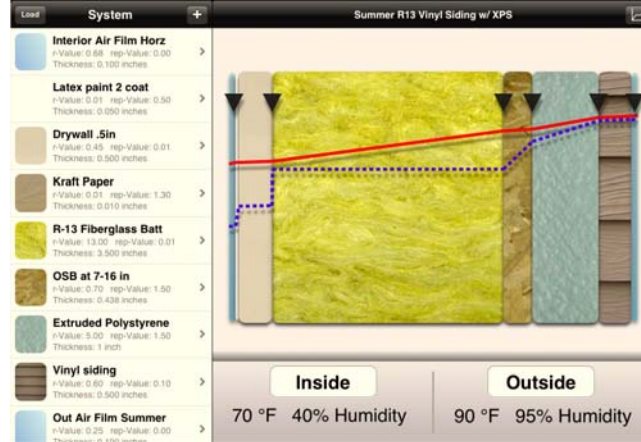 Load
System
+
Summer R13 Vinyl Siding w/ XPS
Interior Air Film Horz
r-Value: 0.68 rep-Value: 0.00
Thickness: 0.100 inches
Latex paint 2 coat
r-Value: 0.01 rep-Value: 0.50
Thickness: 0.050 inches
Drywall .5in
r-Value: 0.45 rep-Value: 0.01
Thickness: 0.500 inches
Kraft Paper
r-Value: 0.01 rep-Value: 1.30
Thickness: 0.010 inches
R-13 Fiberglass Batt
r-Value: 13.00 rep-Value: 0.01
Thickness: 3.500 inches
OSB at 7-16 in
r-Value: 0.70 rep-Value: 1.50
Thickness: 0.438 inches
Extruded Polystyrene
r-Value: 5.00 rep-Value: 1.50
Thickness: 1 inch
Vinyl siding
r-Value: 0.60 rep-Value: 0.10
Thickness: 0.500 inches
Out Air Film Summer
r-Value: 0.25 rep-Value: 0.00
Thickness: 0.100 inches
Inside
70 °F 40% Humidity
Outside
90 °F 95% Humidity